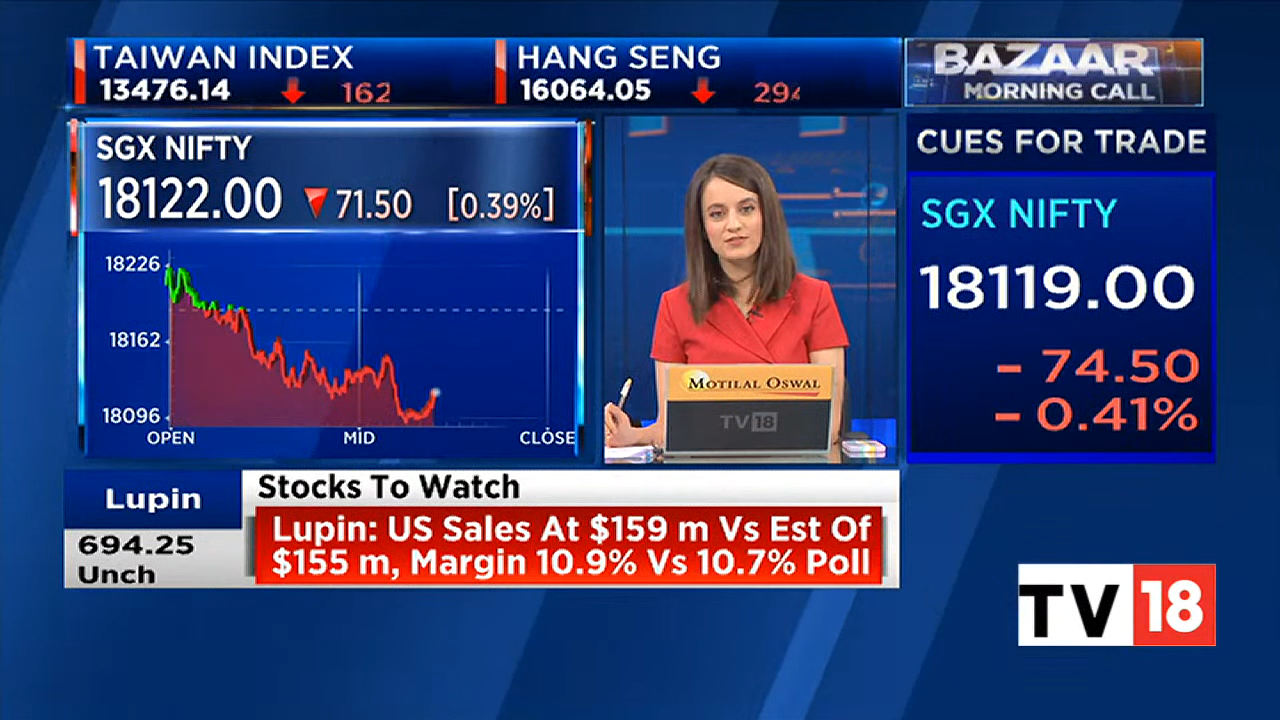 TAIWAN INDEX
13476.14 162
HANG SENG
16064.05 294
BAZAAR
MORNING CALL
SGX NIFTY
18122.00 71.50 [0.39%]
18226
18162
18096
OPEN MID CLOSE
MOTILAL OSWAL
TV18
CUES FOR TRADE
SGX NIFTY
18119.00
- 74.50
- 0.41%
Lupin
694.25
Unch
Stocks To Watch
Lupin: US Sales At $159 m Vs Est Of
$155 m, Margin 10.9% Vs 10.7% Poll
TV18